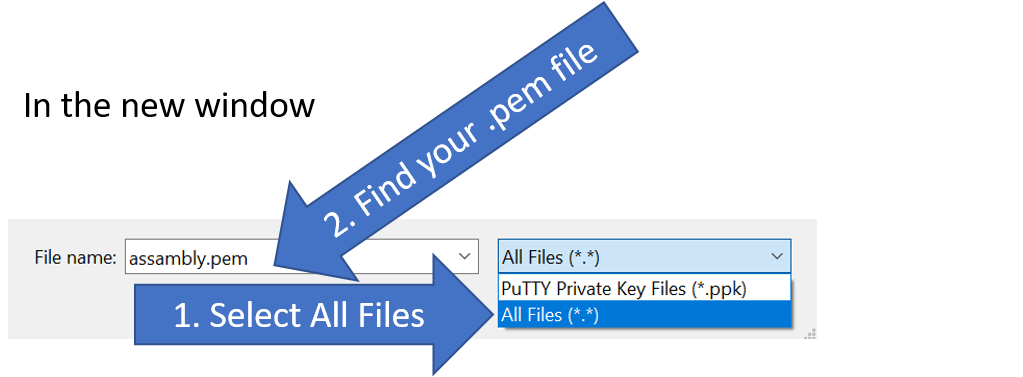 In the new window
2. Find your .pem file
File name: assambly.pem All Files (*.*)
PuTTY Private Key Files (*.ppk)
1. Select All Files All Files (*.*)